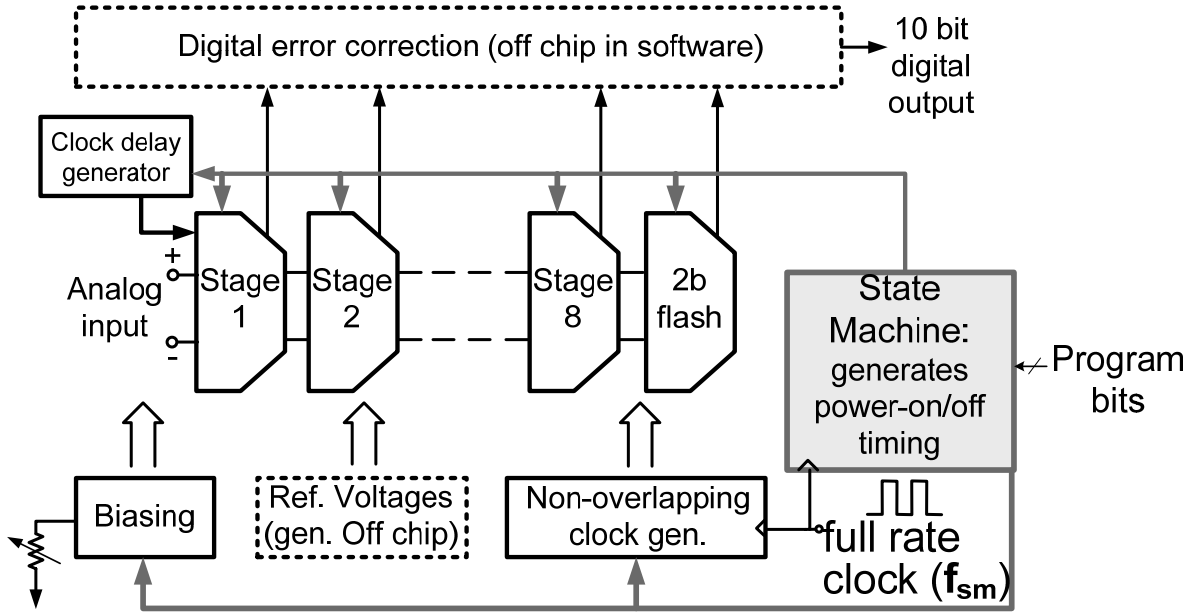 Digital error correction (off chip in software)
10 bit
digital
output
Clock delay
generator
+
Analog
input
-
Stage
1
Stage
2
Stage
8
2b
flash
State
Machine:
generates
power-on/off
timing
Program
bits
Biasing
Ref. Voltages
(gen. Off chip)
Non-overlapping
clock gen.
full rate
clock (fsm)